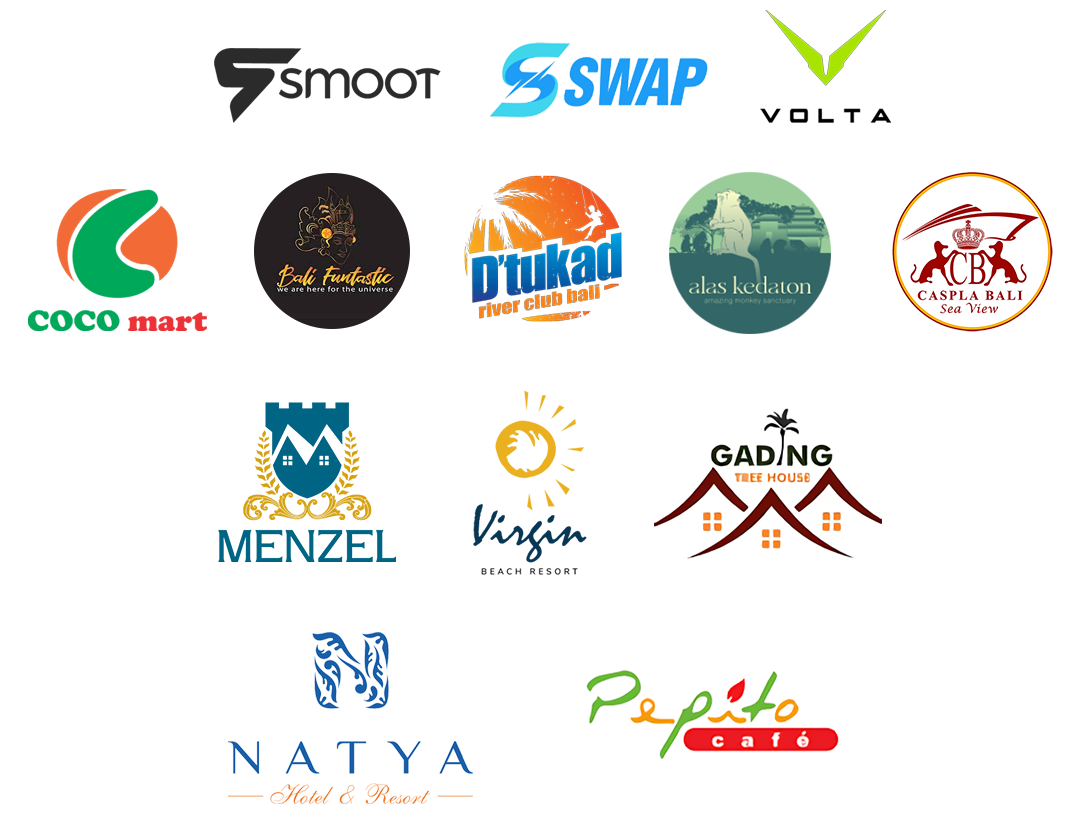 smooт
SWAP
VOLTA
COCO mart
Bali Funtastic
we are here for the universe
D'tukad
river club bali
alas kedaton
amazing monkey sanctuary
CB
CASPLA BALI
Sea View
MENZEL
Virgin
BEACH RESORT
GADING
TREE HOUSE
N
NATYA
Hotel & Resort
Pepito
café